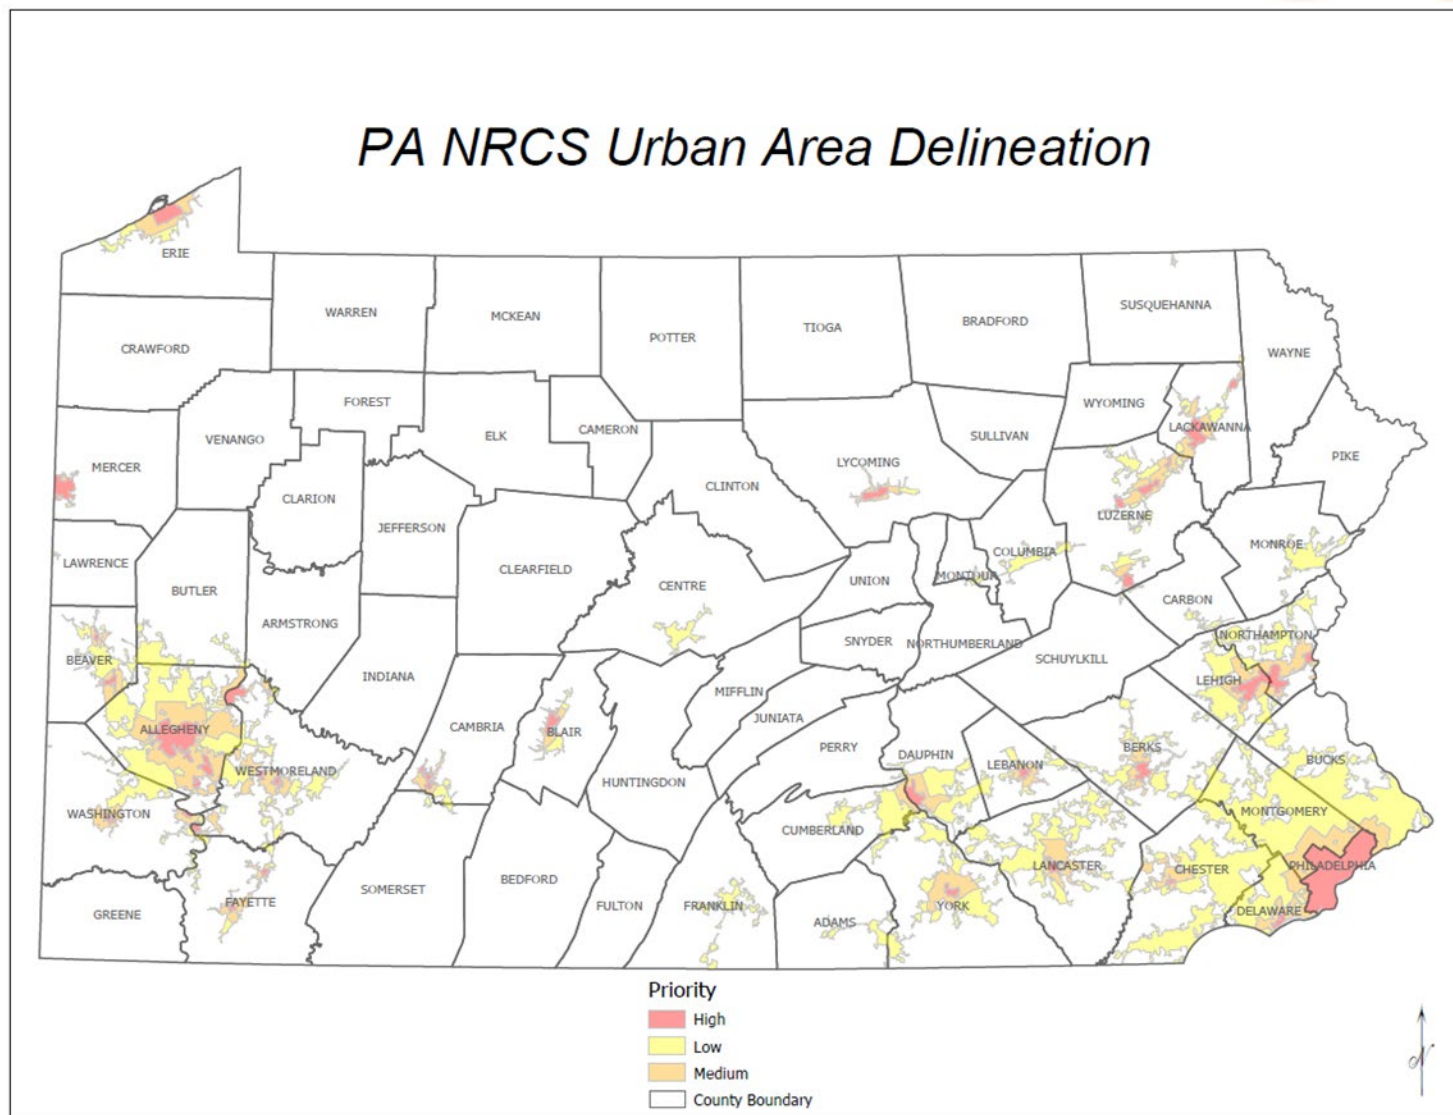 PA NRCS Urban Area Delineation
ERIE
WARREN
MCKEAN
POTTER
TIOGA
BRADFORD
SUSQUEHANNA
WAYNE
CRAWFORD
FOREST
ELK
CAMERON
WYOMING
LACKAWANNA
VENANGO
MERCER
CLARION
CLINTON
LYCOMING
SULLIVAN
PIKE
JEFFERSON
LUZERNE
LAWRENCE
BUTLER
CLEARFIELD
CENTRE
UNION
MONTOUR
COLUMBIA
MONROE
CARBON
ARMSTRONG
SNYDER
NORTHUMBERLAND
NORTHAMPTON
BEAVER
INDIANA
SCHUYLKILL
LEHIGH
MIFFLIN
JUNIATA
ALLEGHENY
CAMBRIA
BLAIR
PERRY
DAUPHIN
LEBANON
BERKS
BUCKS
WESTMORELAND
HUNTINGDON
WASHINGTON
CUMBERLAND
MONTGOMERY
LANCASTER
CHESTER
PHILADELPHIA
GREENE
FAYETTE
SOMERSET
BEDFORD
FULTON
FRANKLIN
ADAMS
YORK
DELAWARE
Priority
High
Low
Medium
County Boundary
N